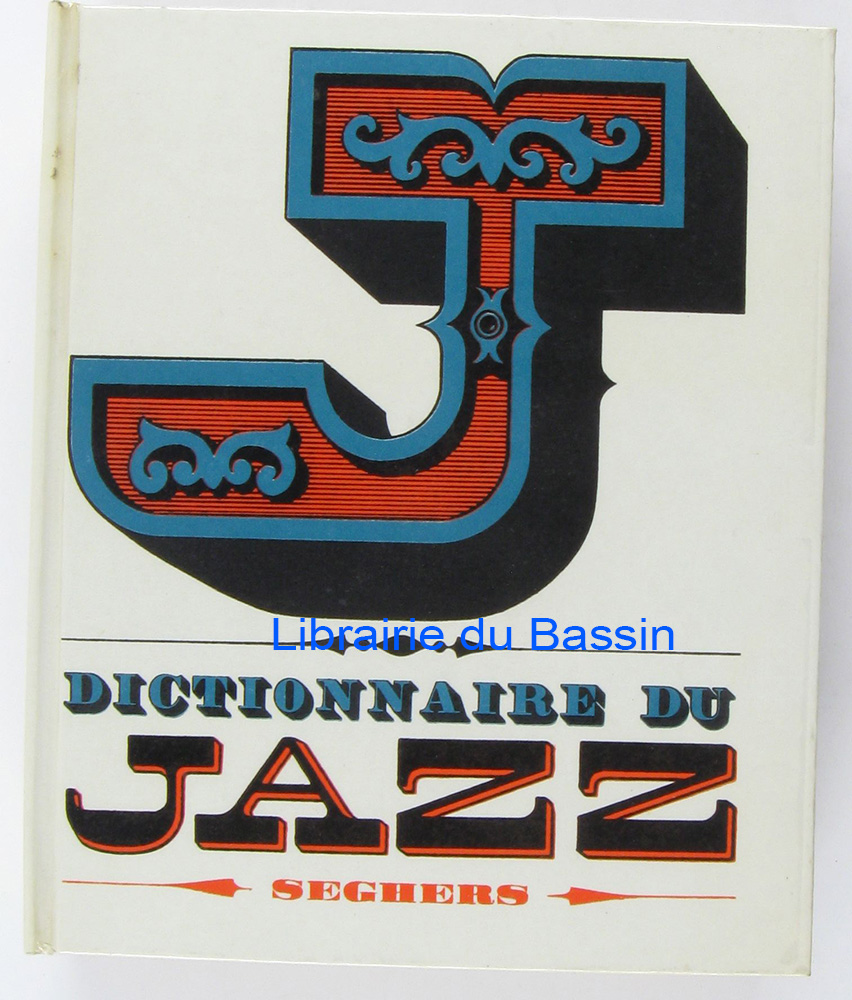 J
Librairie du Bassin
DICTIONNAIRE DU
JAZZ
SEGHERS